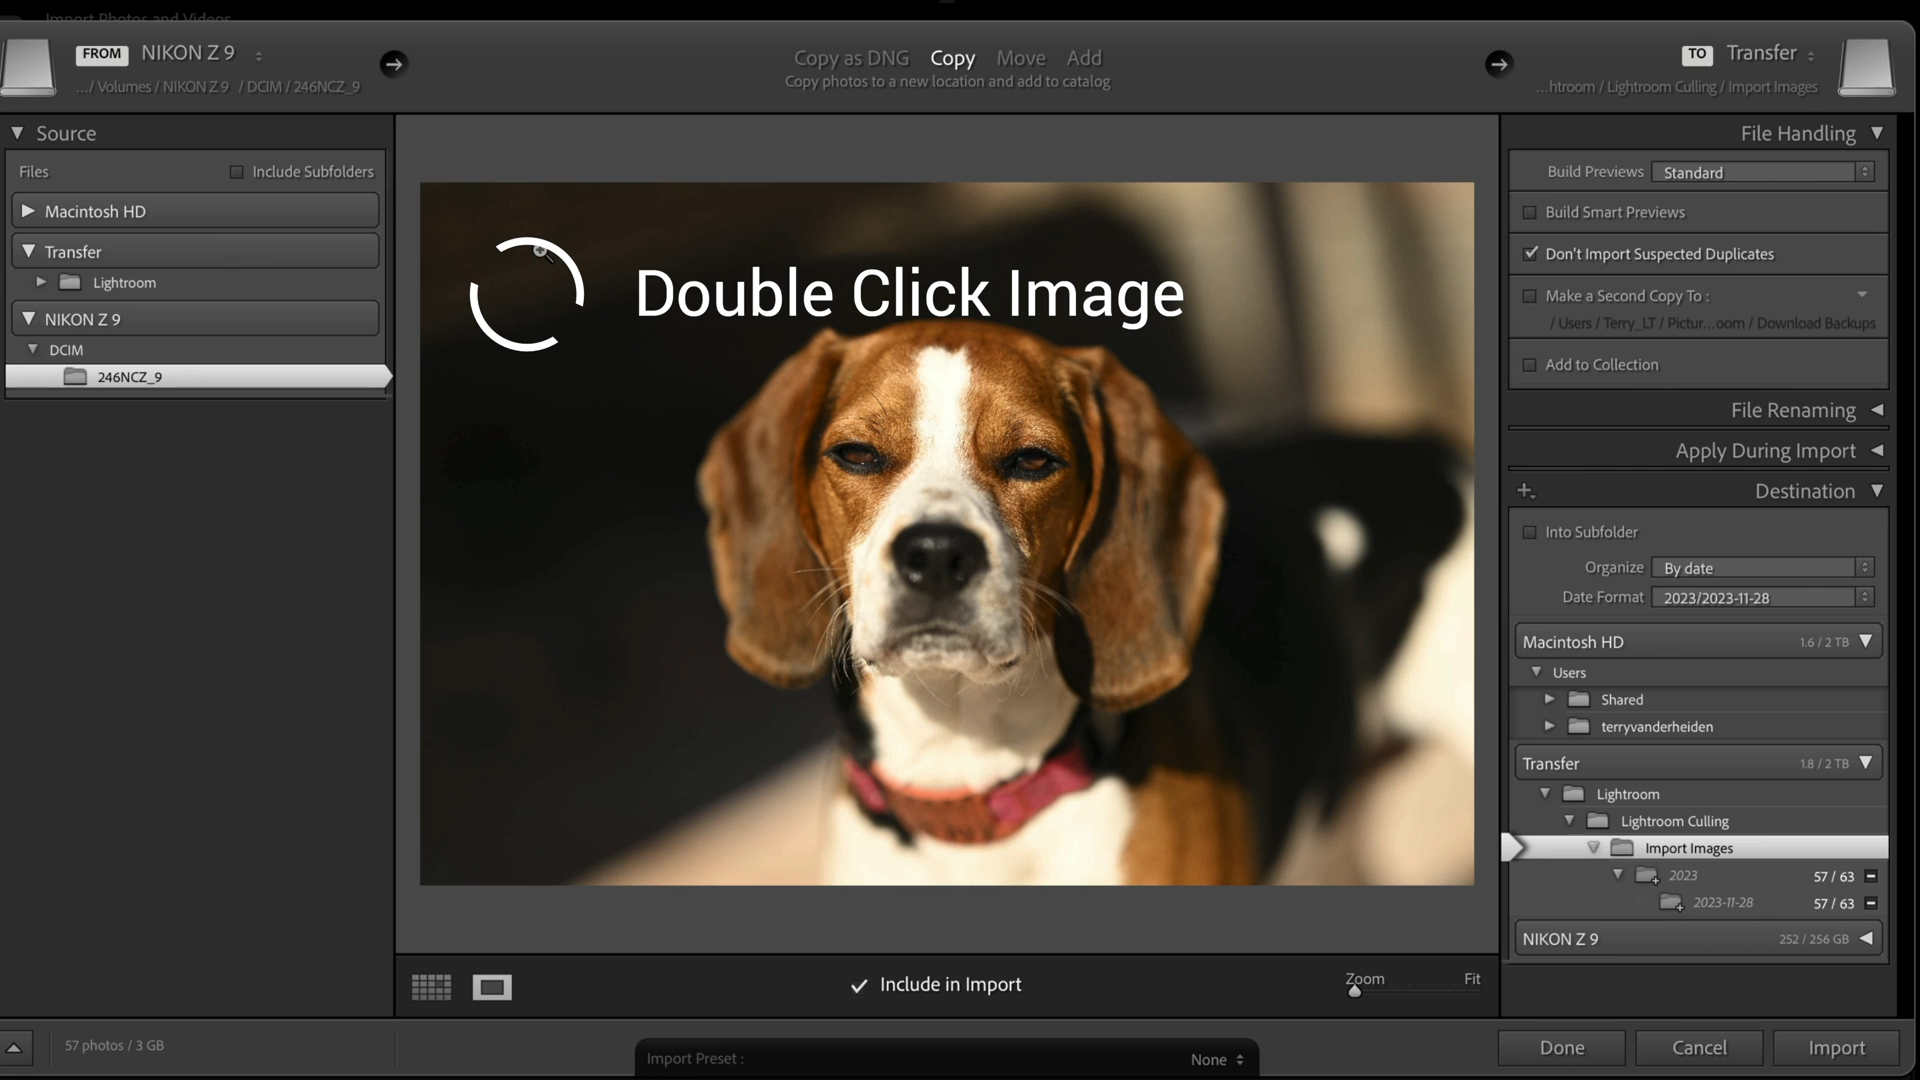 Import Photos and Videos
FROM NIKON Z 9
.../ Volumes / NIKON Z 9 / DCIM / 246NCZ_9
Copy as DNG Copy Move Add
Copy photos to a new location and add to catalog
TO Transfer
...htroom / Lightroom Culling / Import Images
Source
Files Include Subfolders
Macintosh HD
Transfer
Lightroom
NIKON Z 9
DCIM
246NCZ_9
Double Click Image
File Handling
Build Previews Standard
Build Smart Previews
Don't Import Suspected Duplicates
Make a Second Copy To :
/ Users / Terry_LT / Pictur...oom / Download Backups
Add to Collection
File Renaming
Apply During Import
Destination
Into Subfolder
Organize By date
Date Format 2023/2023-11-28
Macintosh HD 1.6 / 2 TB
Users
Shared
terryvanderheiden
Transfer 1.8 / 2 TB
Lightroom
Lightroom Culling
Import Images
2023 57 / 63
2023-11-28 57 / 63
NIKON Z 9 252 / 256 GB
Include in Import
Zoom Fit
57 photos / 3 GB
Import Preset : None
Done Cancel Import